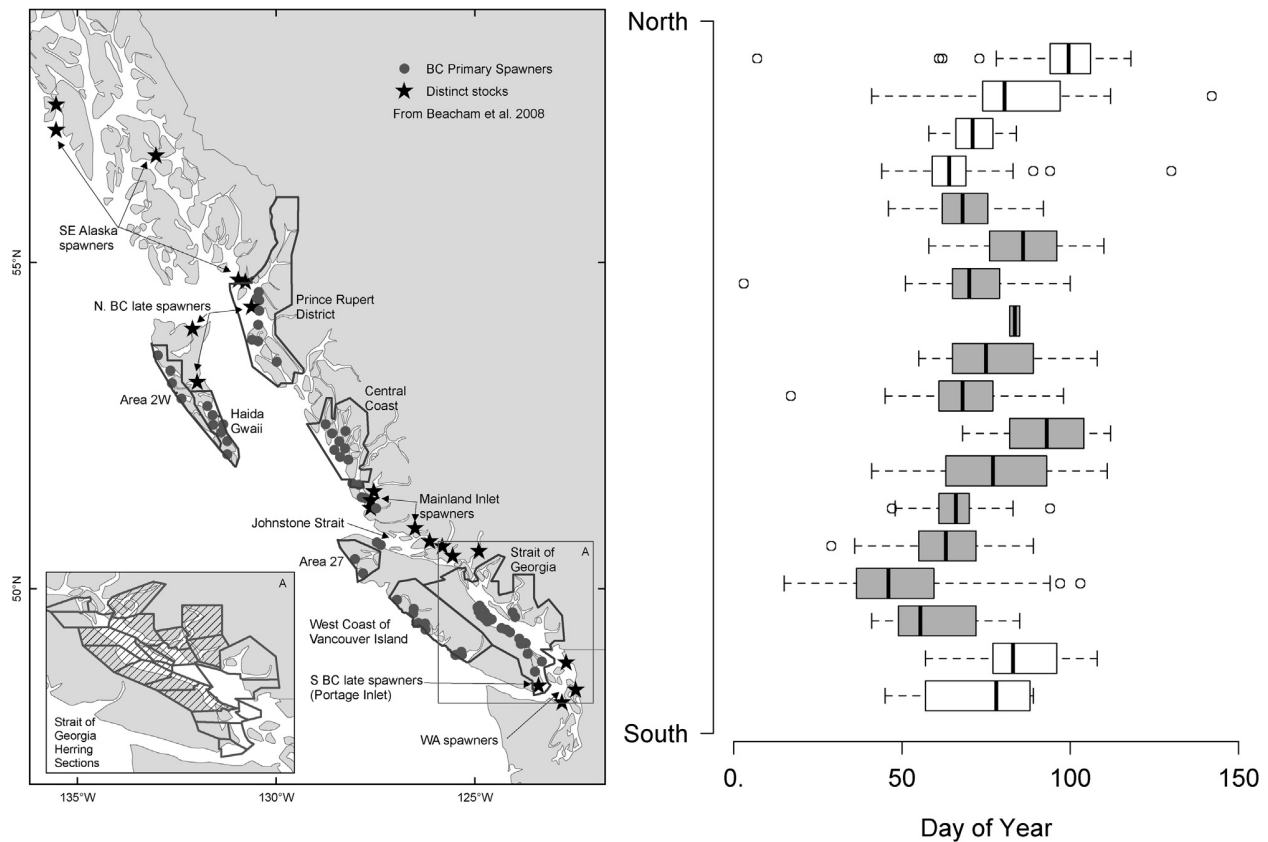 BC Primary Spawners
Distinct stocks
From Beacham et al. 2008
SE Alaska
spawners
55°N
N. BC late spawners
Prince Rupert
District
Area 2W
Haida
Gwaii
Central
Coast
Mainland Inlet
spawners
Johnstone Strait
A
Area 27
Strait of
Georgia
50°N
A
West Coast of
Vancouver Island
S BC late spawners
(Portage Inlet)
Strait of
Georgia
Herring
Sections
WA spawners
135°W
130°W
125°W
North
South
0.
50
100
150
Day of Year